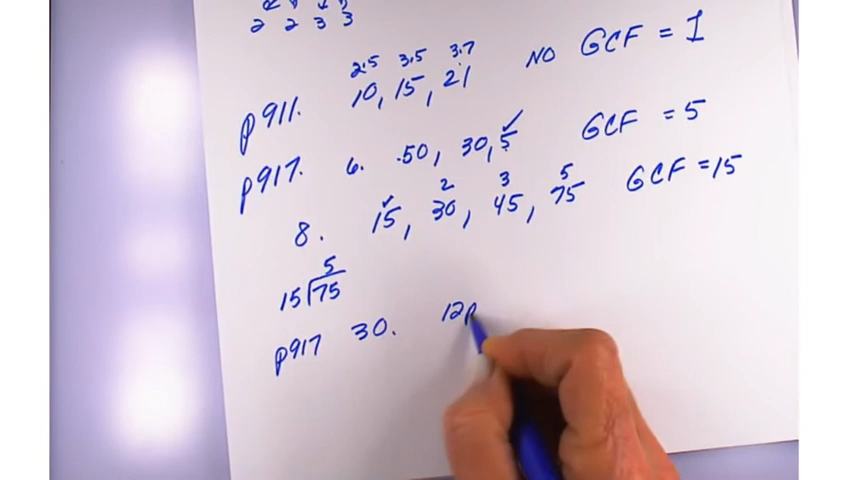 2 2 3 3
2·5 3·5 3·7
p911. 10, 15, 21 NO GCF = 1
p917. 6. 50, 30, 5 ✓ GCF = 5
2 3 5
8. 15 ✓, 30, 45, 75 GCF = 15
5
15 75
p917 30. 12p